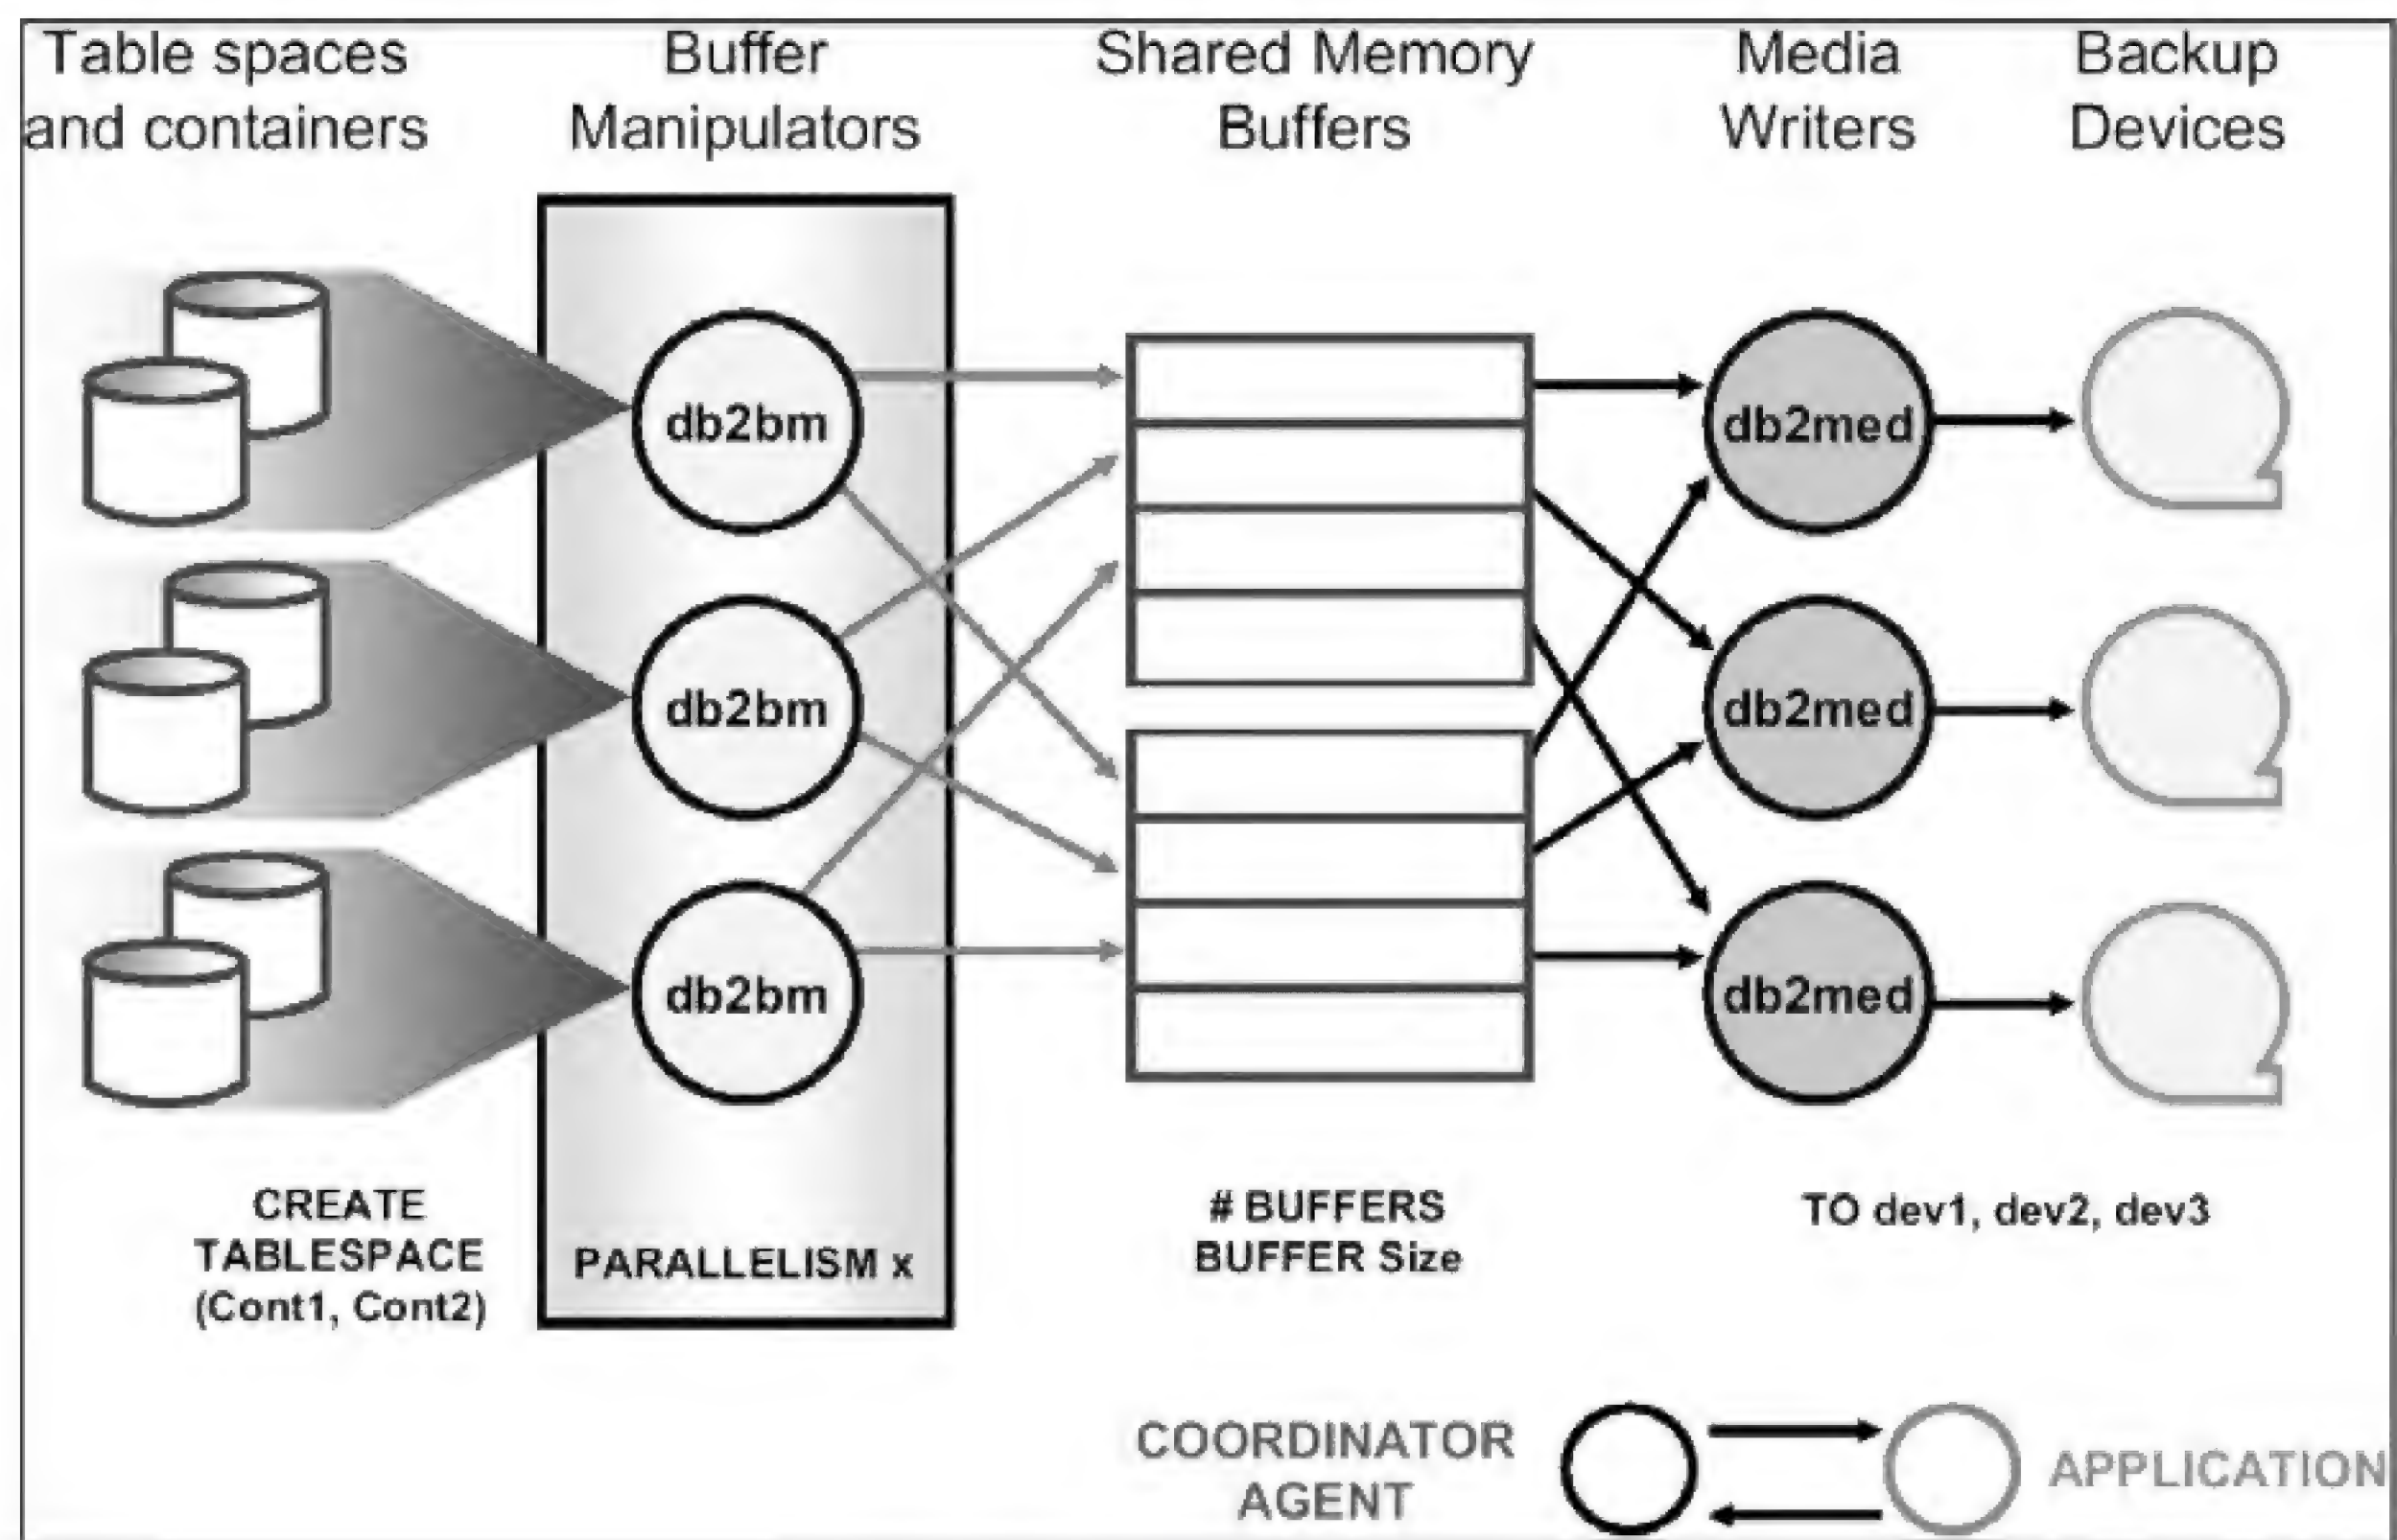 Table spaces
and containers
Buffer
Manipulators
Shared Memory
Buffers
Media
Writers
Backup
Devices
db2bm
db2med
db2bm
db2med
db2bm
db2med
CREATE
TABLESPACE
(Cont1, Cont2)
PARALLELISM x
# BUFFERS
BUFFER Size
TO dev1, dev2, dev3
COORDINATOR
AGENT
APPLICATION